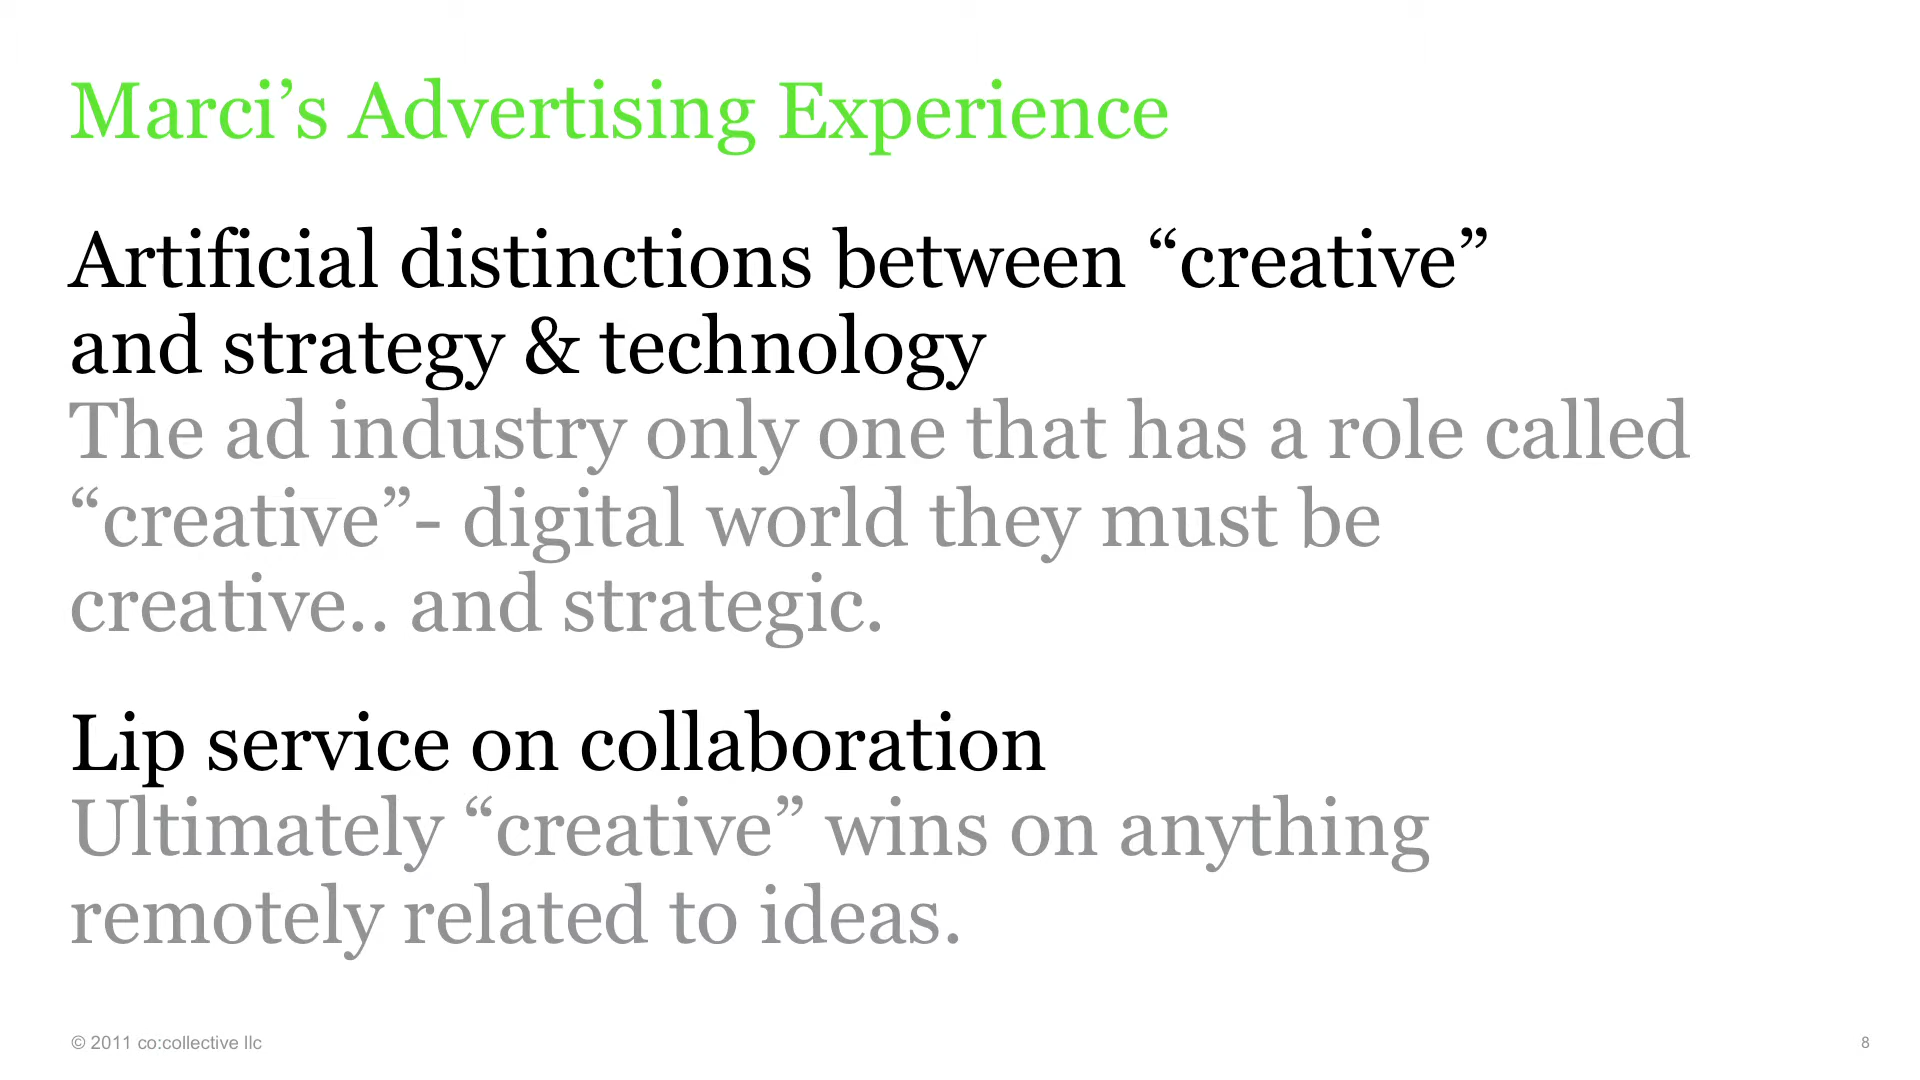 Marci’s Advertising Experience
Artificial distinctions between “creative”
and strategy & technology
The ad industry only one that has a role called
“creative”- digital world they must be
creative.. and strategic.
Lip service on collaboration
Ultimately “creative” wins on anything
remotely related to ideas.
© 2011 co:collective llc
8